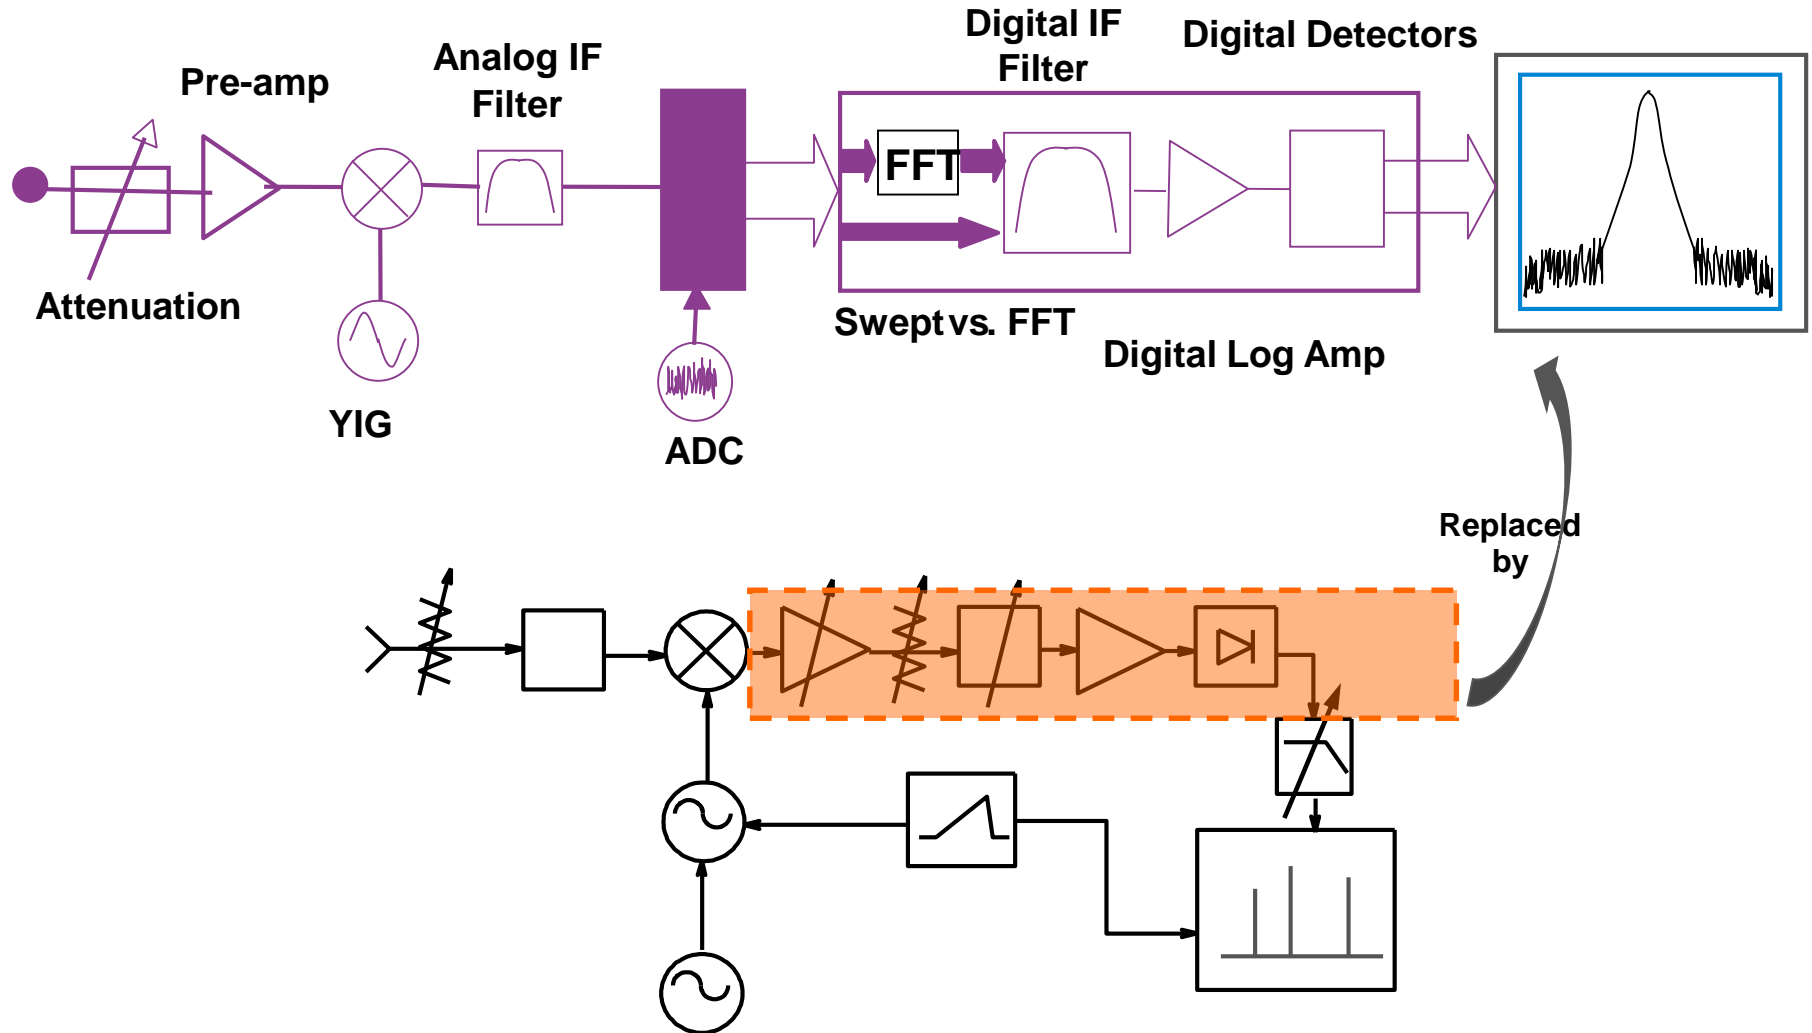 Pre-amp
Analog IF
Filter
Digital IF
Filter
Digital Detectors
FFT
Attenuation
Swept vs. FFT
Digital Log Amp
YIG
ADC
Replaced
by